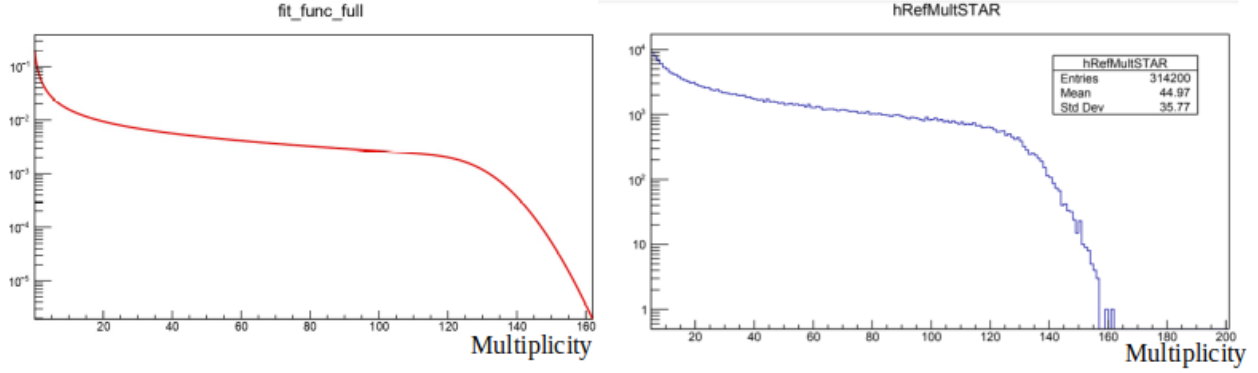 fit_func_full
10⁻¹
10⁻²
10⁻³
10⁻⁴
10⁻⁵
20 40 60 80 100 120 140 160
Multiplicity
hRefMultSTAR
10⁴
10³
10²
10
1
hRefMultSTAR
Entries 314200
Mean 44.97
Std Dev 35.77
20 40 60 80 100 120 140 160 180 200
Multiplicity